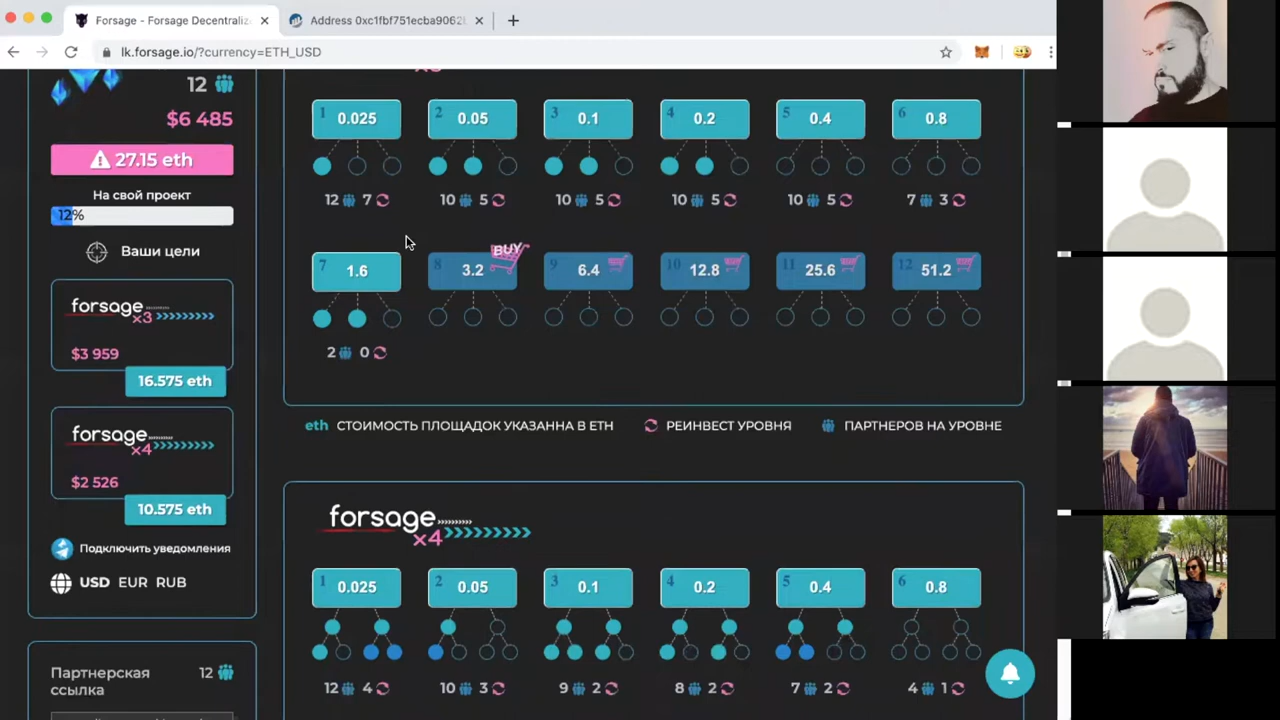 Forsage - Forsage Decentraliz
Address 0xc1fbf751ecba9062
lk.forsage.io/?currency=ETH_USD
12
$6 485
27.15 eth
На свой проект
12%
Ваши цели
forsage
x3
$3 959
16.575 eth
forsage
x4
$2 526
10.575 eth
Подключить уведомления
USD EUR RUB
Партнерская
ссылка
12
1 0.025 2 0.05 3 0.1 4 0.2 5 0.4 6 0.8
12 7 10 5 10 5 10 5 10 5 7 3
7 1.6 8 3.2 BUY 9 6.4 10 12.8 11 25.6 12 51.2
2 0
eth СТОИМОСТЬ ПЛОЩАДОК УКАЗАННА В ETH РЕИНВЕСТ УРОВНЯ ПАРТНЕРОВ НА УРОВНЕ
forsage
x4
1 0.025 2 0.05 3 0.1 4 0.2 5 0.4 6 0.8
12 4 10 3 9 2 8 2 7 2 4 1